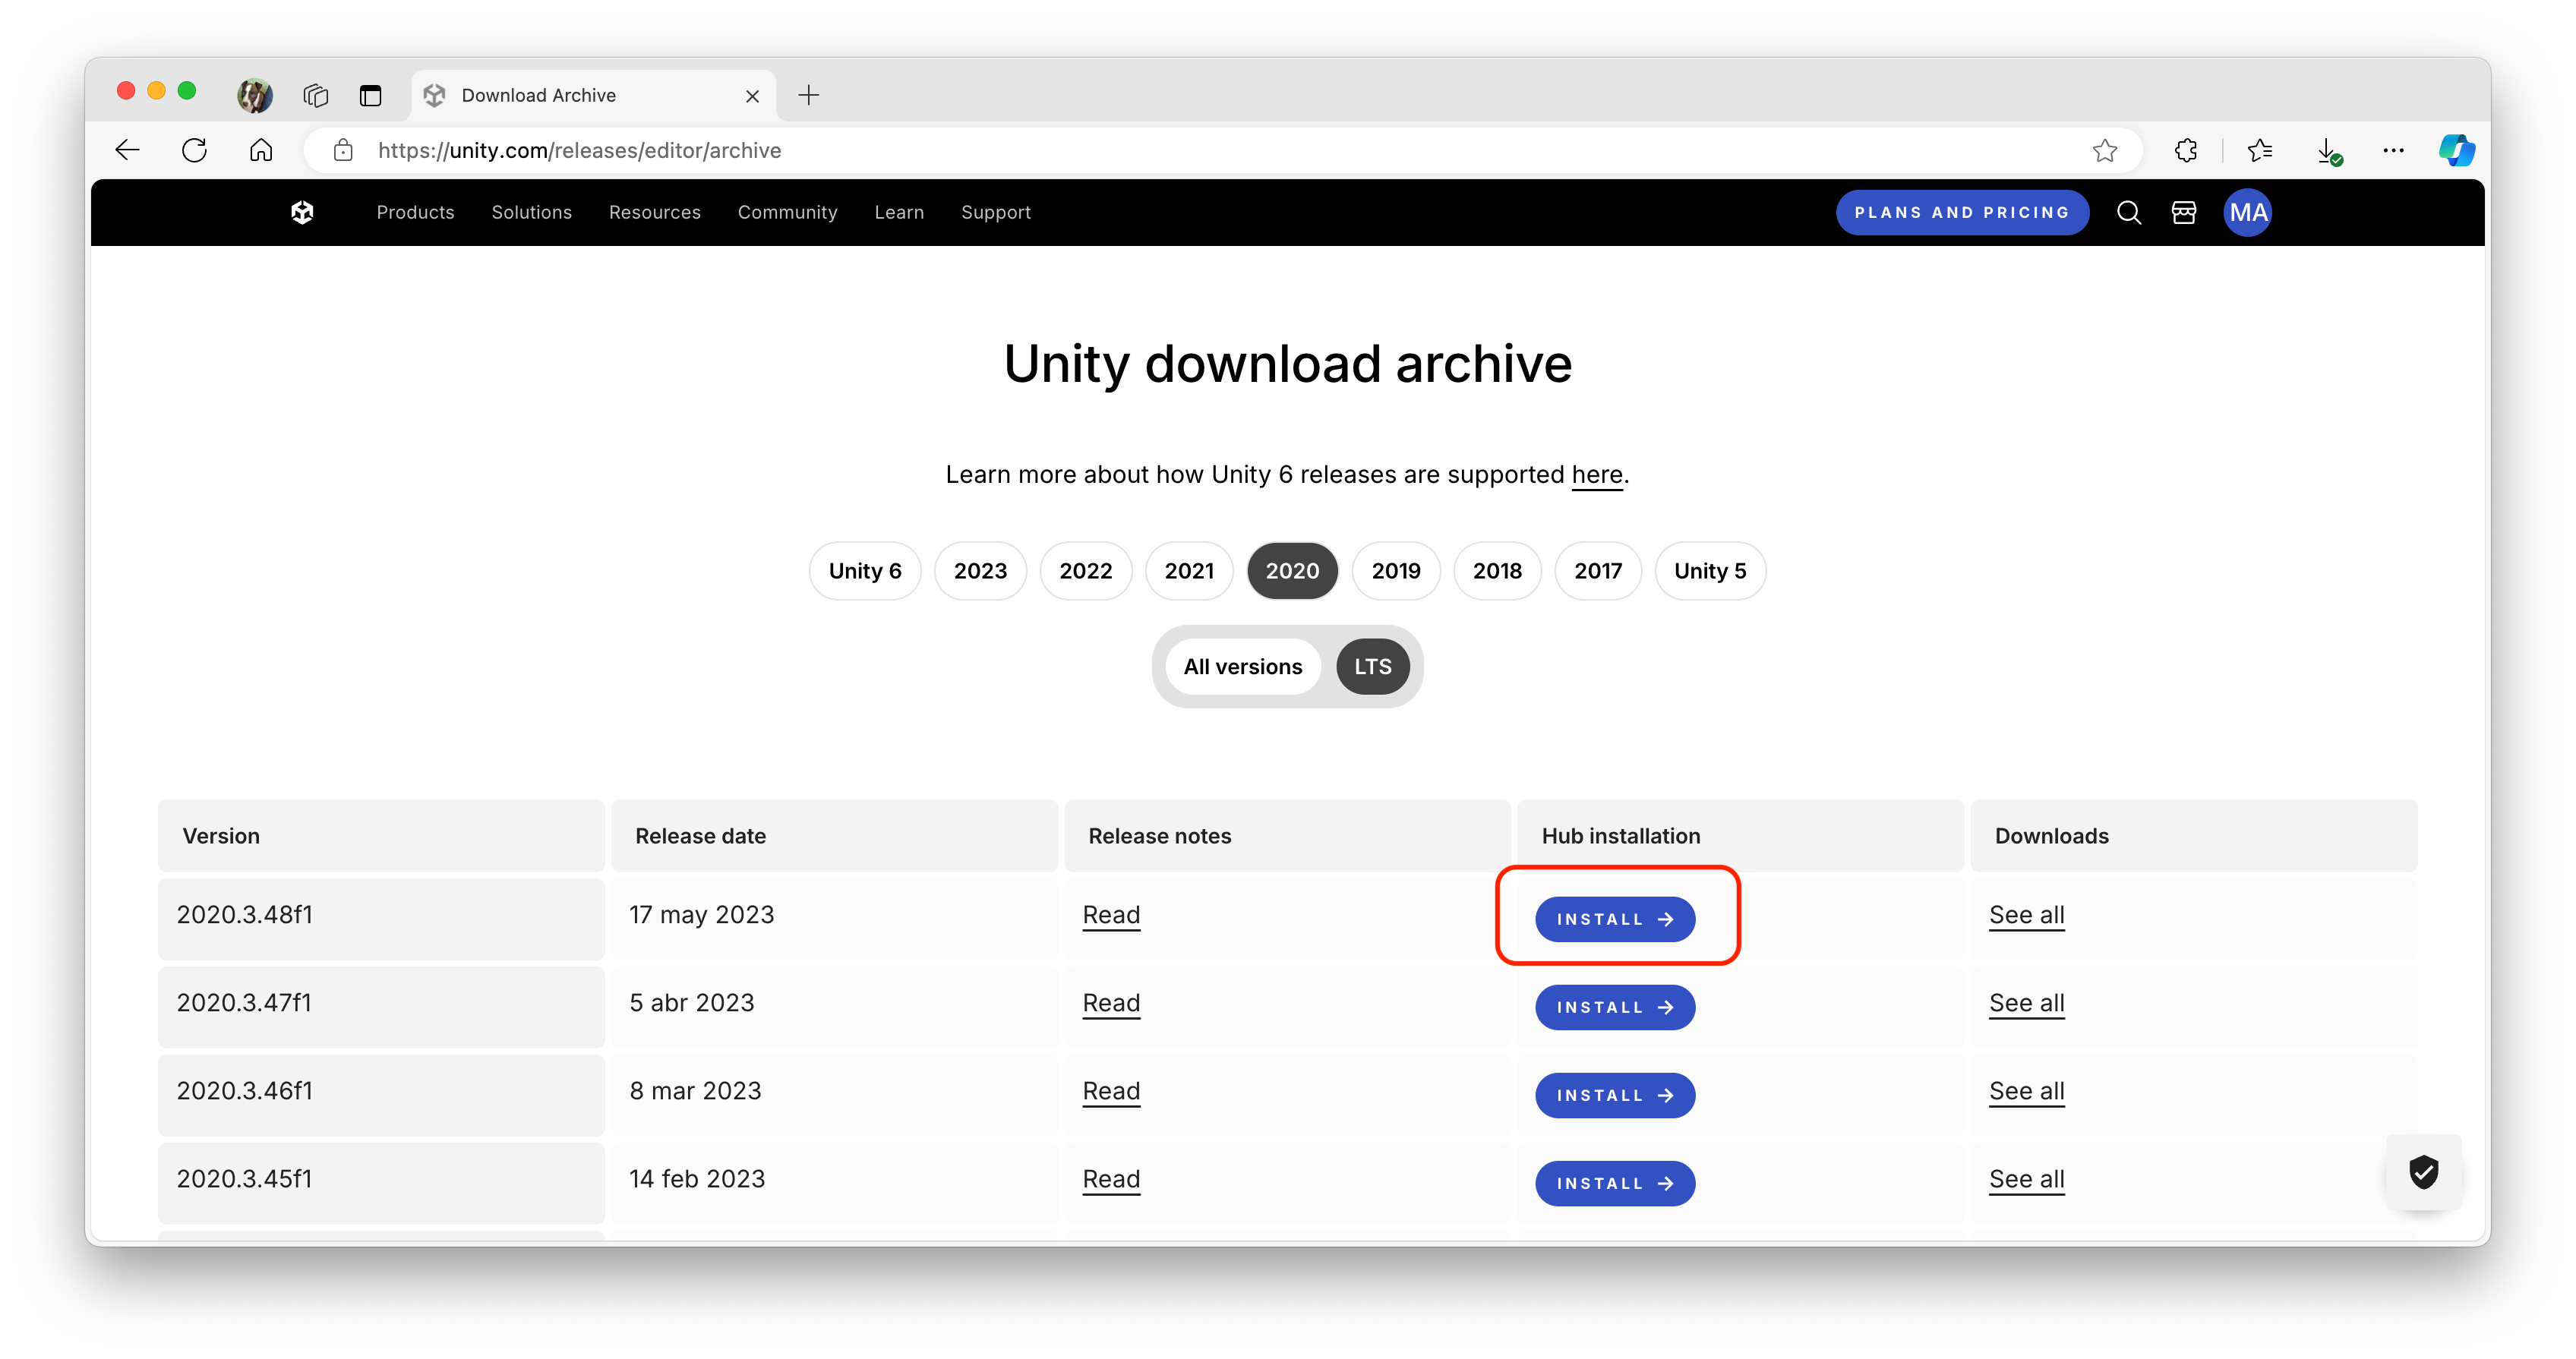 Download Archive
https://unity.com/releases/editor/archive
Products Solutions Resources Community Learn Support PLANS AND PRICING MA
Unity download archive
Learn more about how Unity 6 releases are supported here.
Unity 6 2023 2022 2021 2020 2019 2018 2017 Unity 5
All versions LTS
Version Release date Release notes Hub installation Downloads
2020.3.48f1 17 may 2023 Read INSTALL → See all
2020.3.47f1 5 abr 2023 Read INSTALL → See all
2020.3.46f1 8 mar 2023 Read INSTALL → See all
2020.3.45f1 14 feb 2023 Read INSTALL → See all